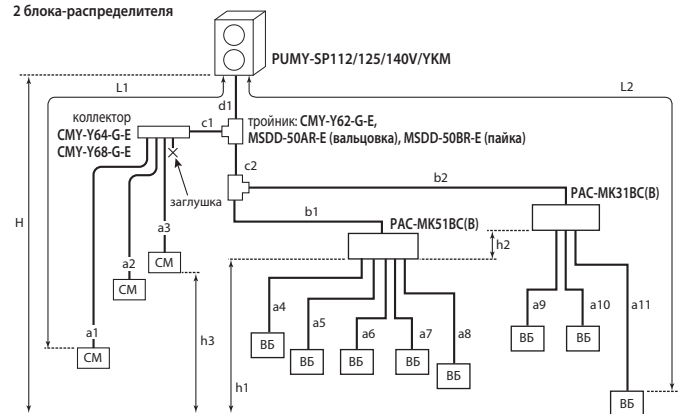 2 блока-распределителя
PUMY-SP112/125/140V/YKM
L1
L2
d1
коллектор
CMY-Y64-G-E
CMY-Y68-G-E
c1
тройник: CMY-Y62-G-E,
MSDD-50AR-E (вальцовка), MSDD-50BR-E (пайка)
c2
b2
заглушка
PAC-MK31BC(B)
H
a3
b1
PAC-MK51BC(B)
h2
a2
СМ
СМ
a4
a5
a6
a7
a8
a9
a10
a11
a1
h3
ВБ
ВБ
ВБ
ВБ
ВБ
ВБ
ВБ
СМ
h1
ВБ